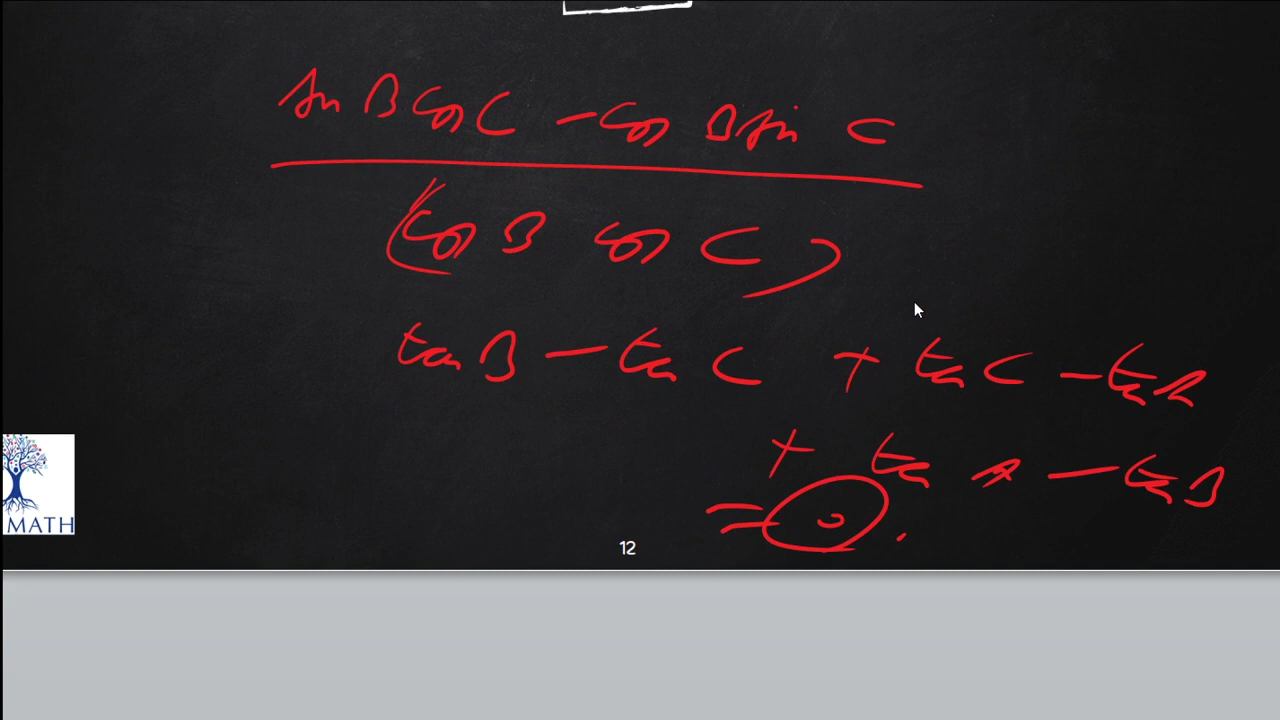 sin B cos C - cos B sin C
(cos B cos C)
tan B - tan C + tan C - tan A
+ tan A - tan B
= 0.
MATH
12